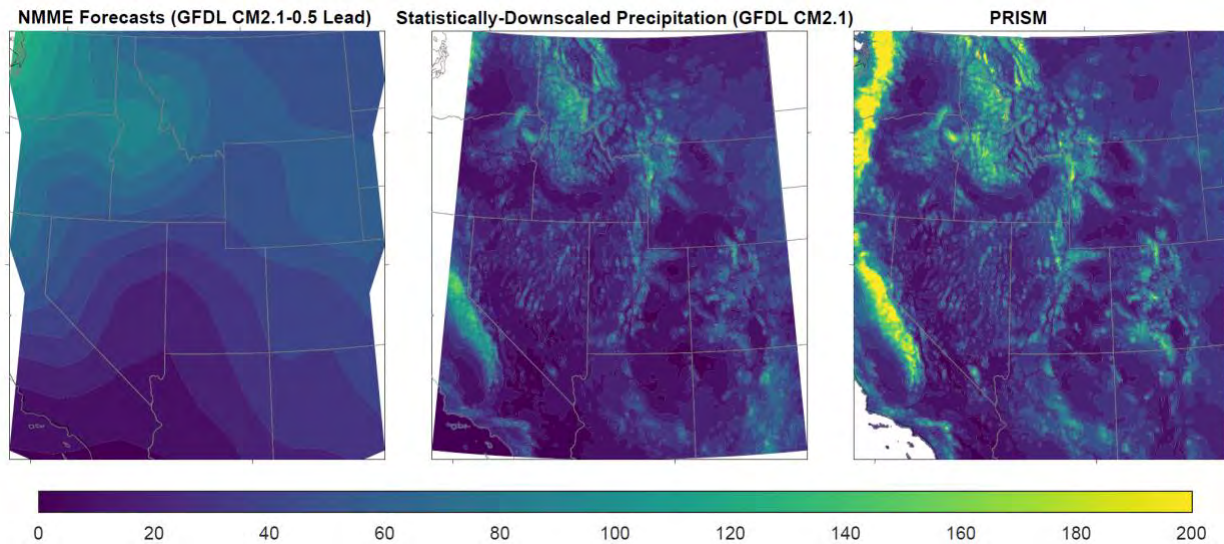 NMME Forecasts (GFDL CM2.1-0.5 Lead)
Statistically-Downscaled Precipitation (GFDL CM2.1)
PRISM
0 20 40 60 80 100 120 140 160 180 200